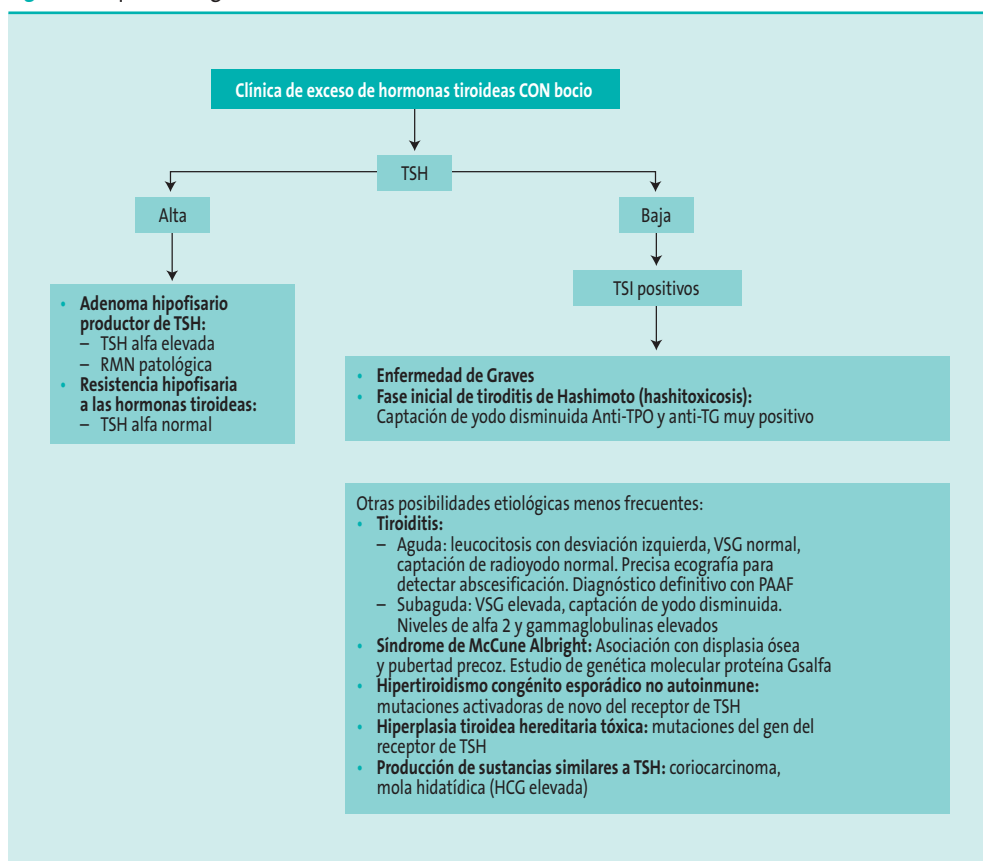 Clínica de exceso de hormonas tiroideas CON bocio
TSH
Alta
Baja
TSI positivos
• Adenoma hipofisario
productor de TSH:
– TSH alfa elevada
– RMN patológica
• Resistencia hipofisaria
a las hormonas tiroideas:
– TSH alfa normal
• Enfermedad de Graves
• Fase inicial de tiroditis de Hashimoto (hashitoxicosis):
Captación de yodo disminuida Anti-TPO y anti-TG muy positivo
Otras posibilidades etiológicas menos frecuentes:
• Tiroiditis:
– Aguda: leucocitosis con desviación izquierda, VSG normal,
captación de radioyodo normal. Precisa ecografía para
detectar abscesificación. Diagnóstico definitivo con PAAF
– Subaguda: VSG elevada, captación de yodo disminuida.
Niveles de alfa 2 y gammaglobulinas elevados
• Síndrome de McCune Albright: Asociación con displasia ósea
y pubertad precoz. Estudio de genética molecular proteína Gsalfa
• Hipertiroidismo congénito esporádico no autoinmune:
mutaciones activadoras de novo del receptor de TSH
• Hiperplasia tiroidea hereditaria tóxica: mutaciones del gen del
receptor de TSH
• Producción de sustancias similares a TSH: coriocarcinoma,
mola hidatídica (HCG elevada)